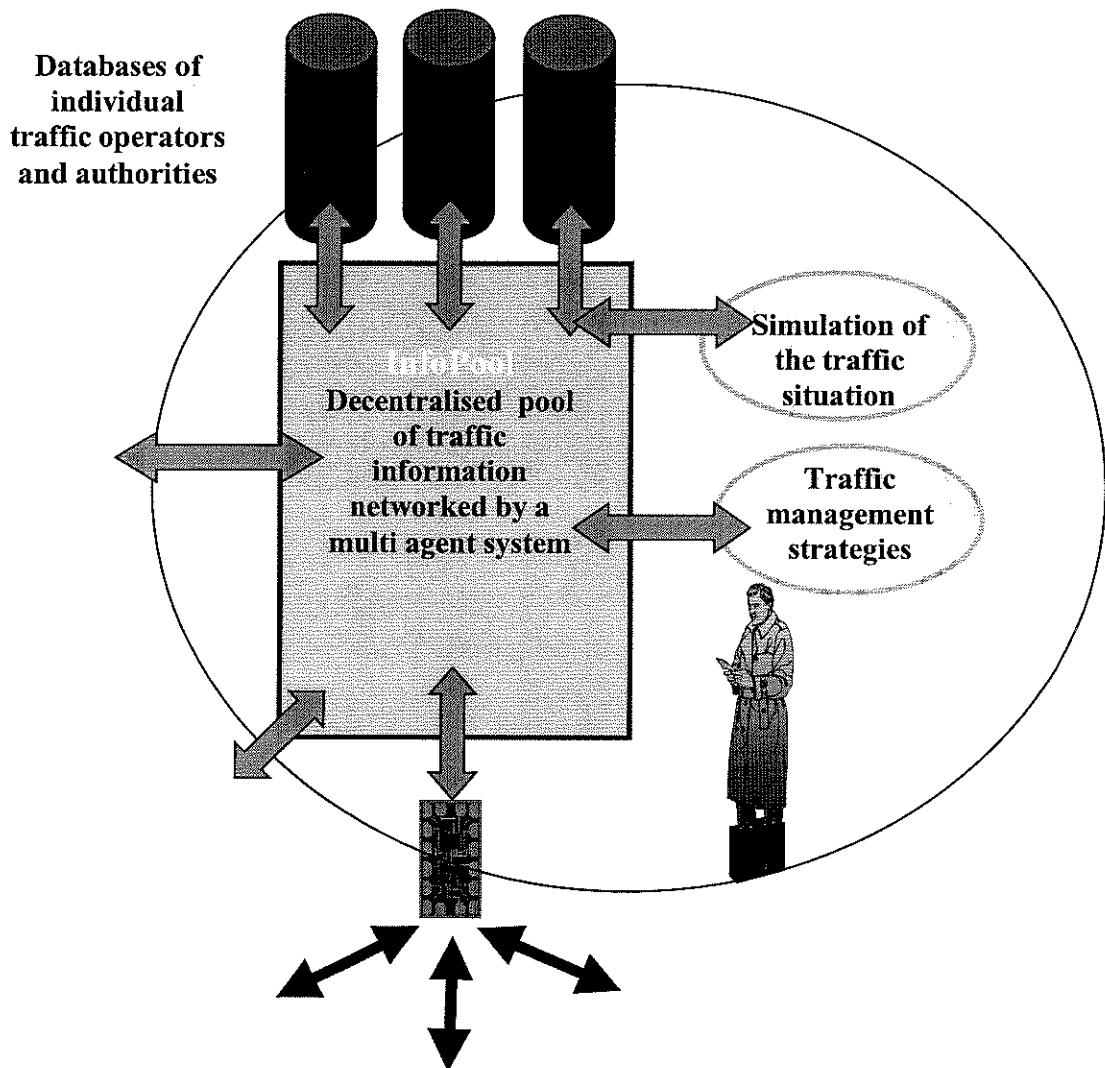 Databases of
individual
traffic operators
and authorities
InfoPool
Decentralised pool
of traffic
information
networked by a
multi agent system
Simulation of
the traffic
situation
Traffic
management
strategies